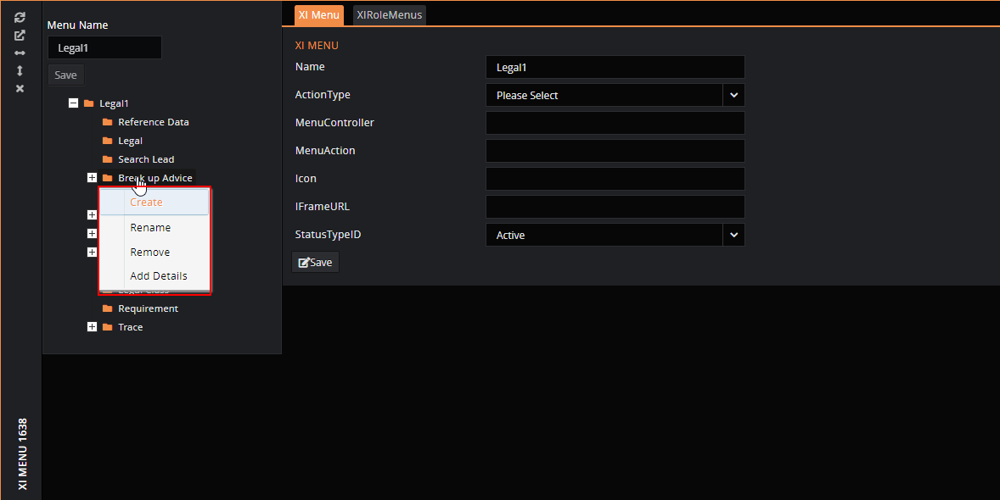 Menu Name
Legal1
Save
Legal1
Reference Data
Legal
Search Lead
Break up Advice
Create
Rename
Remove
Add Details
Legal Class
Requirement
Trace
XI MENU 1638
XI Menu XIRoleMenus
XI MENU
Name Legal1
ActionType Please Select
MenuController
MenuAction
Icon
IFrameURL
StatusTypeID Active
Save